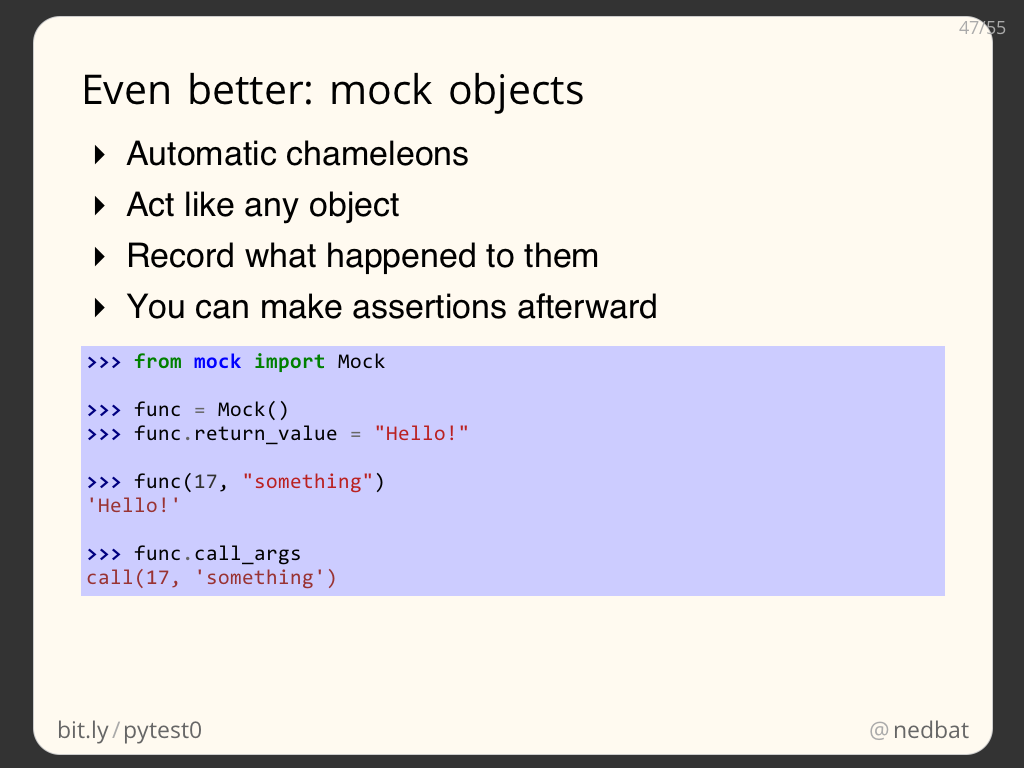 47/55
Even better: mock objects
Automatic chameleons
Act like any object
Record what happened to them
You can make assertions afterward
>>> from mock import Mock
>>> func = Mock()
>>> func.return_value = "Hello!"
>>> func(17, "something")
'Hello!'
>>> func.call_args
call(17, 'something')
bit.ly/pytest0
@nedbat